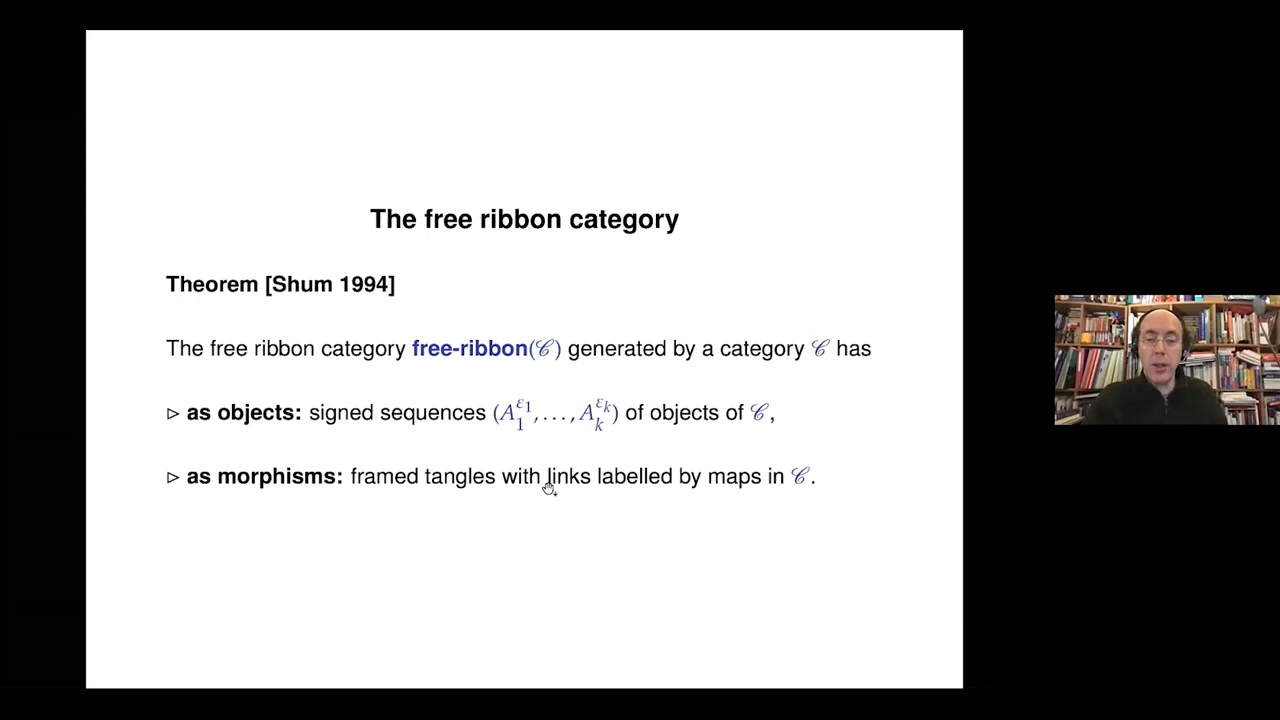 The free ribbon category
Theorem [Shum 1994]
The free ribbon category free-ribbon(𝒞) generated by a category 𝒞 has
▷ as objects: signed sequences (A₁^{ε₁}, …, Aₖ^{εₖ}) of objects of 𝒞,
▷ as morphisms: framed tangles with links labelled by maps in 𝒞.